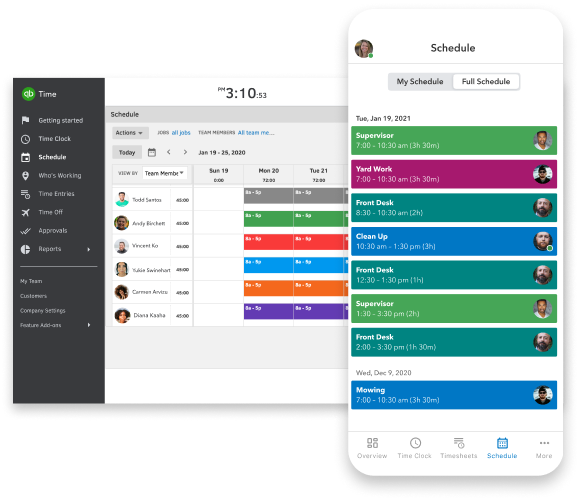 qb Time
Getting started
Time Clock
Schedule
Who's Working
Time Entries
Time Off
Approvals
Reports
My Team
Customers
Company Settings
Feature Add-ons
PM3:10:53
Schedule
Actions JOBS all jobs TEAM MEMBERS All team me...
Today Jan 19 - 25, 2020
VIEW BY Team Membe Sun 19 Mon 20 Tue 21
0:00 72:00 72:00
Todd Santos 45:00 8a - 5p 8a - 5p
Andy Birchett 45:00 8a - 5p 8a - 5p
Vincent Ko 45:00 8a - 5p 8a - 5p
Yukie Swinehart 45:00 8a - 5p 8a - 5p
Carmen Arvizu 45:00 8a - 5p 8a - 5p
Diana Kaaha 45:00 8a - 5p 8a - 5p
Schedule
My Schedule Full Schedule
Tue, Jan 19, 2021
Supervisor
7:00 - 10:30 am (3h 30m)
Yard Work
7:00 - 10:30 am (3h 30m)
Front Desk
8:30 - 10:30 am (2h)
Clean Up
10:30 am - 1:30 pm (3h)
Front Desk
12:30 - 1:30 pm (1h)
Supervisor
1:30 - 3:30 pm (2h)
Front Desk
2:00 - 3:30 pm (1h 30m)
Wed, Dec 9, 2020
Mowing
7:00 - 10:30 am (3h 30m)
Overview Time Clock Timesheets Schedule More